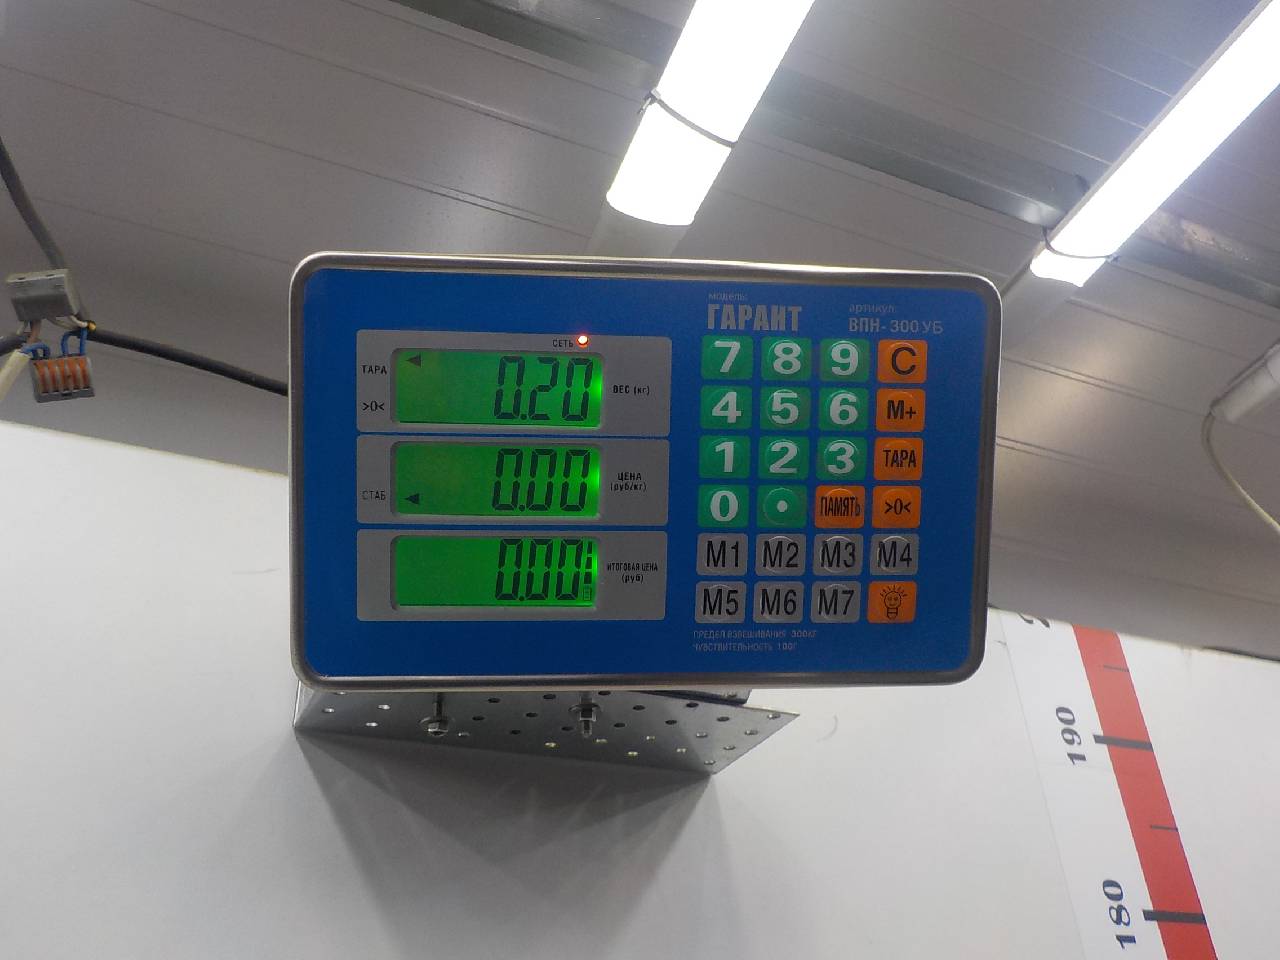 модель:
ГАРАНТ
артикул:
ВПН-300УБ
СЕТЬ
ТАРА
>0<
0.20
ВЕС (кг)
СТАБ
0.00
ЦЕНА
(руб/кг)
0.00
ИТОГОВАЯ ЦЕНА
(руб)
7 8 9 C
4 5 6 M+
1 2 3 ТАРА
0 . ПАМЯТЬ >0<
M1 M2 M3 M4
M5 M6 M7
ПРЕДЕЛ ВЗВЕШИВАНИЯ 300КГ
ЧУВСТВИТЕЛЬНОСТЬ 100Г
190
180